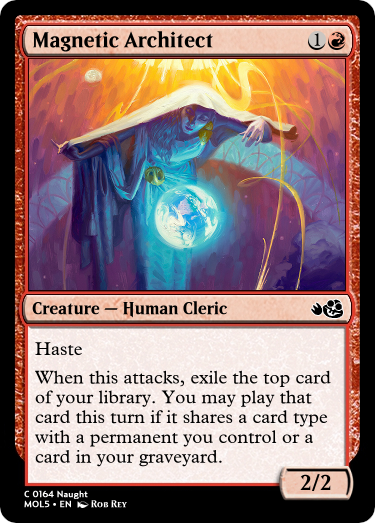 Magnetic Architect 1
Creature — Human Cleric
Haste
When this attacks, exile the top card
of your library. You may play that
card this turn if it shares a card type
with a permanent you control or a
card in your graveyard.
2/2
C 0164 Naught
MOL5 • EN Rob Rey